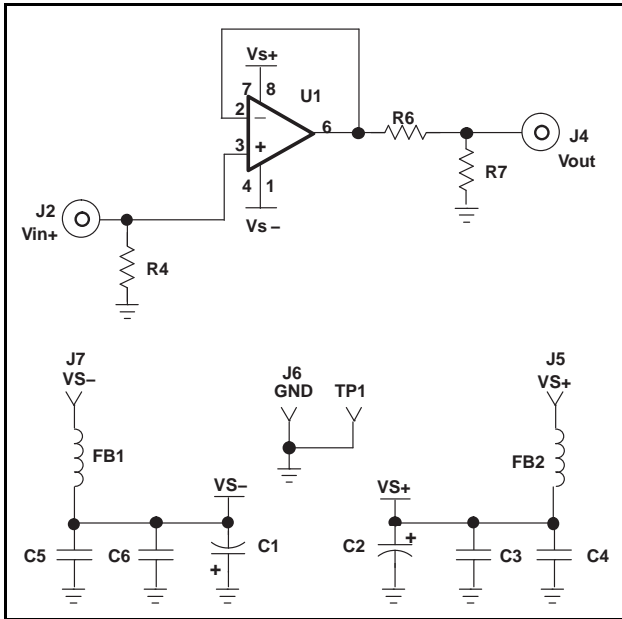 Vs+
7 8
U1
2 −
6
R6
J4
Vout
3 +
R7
4 1
J2
Vin+
Vs−
R4
J7
VS−
J6
GND
TP1
J5
VS+
FB1
FB2
VS−
VS+
C5
C6
C1
+
C2
+
C3
C4